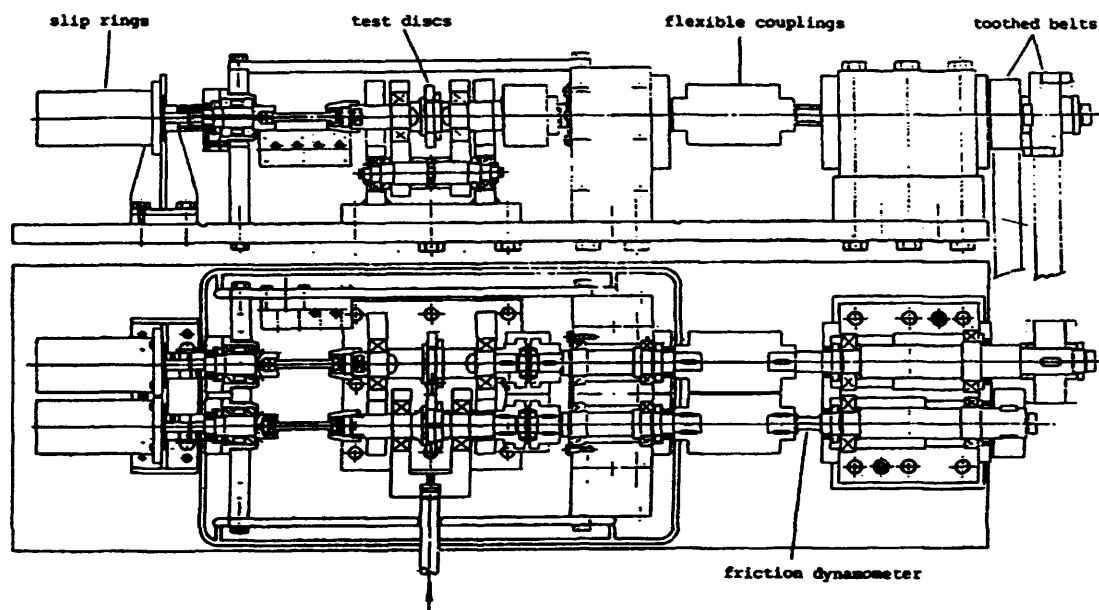 slip rings
test discs
flexible couplings
toothed belts
friction dynamometer